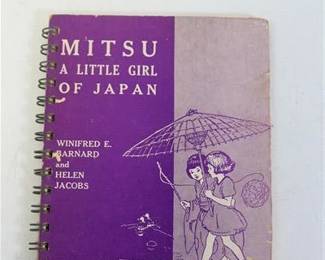 MITSU
A LITTLE GIRL
OF JAPAN
WINIFRED E.
BARNARD
and
HELEN
JACOBS